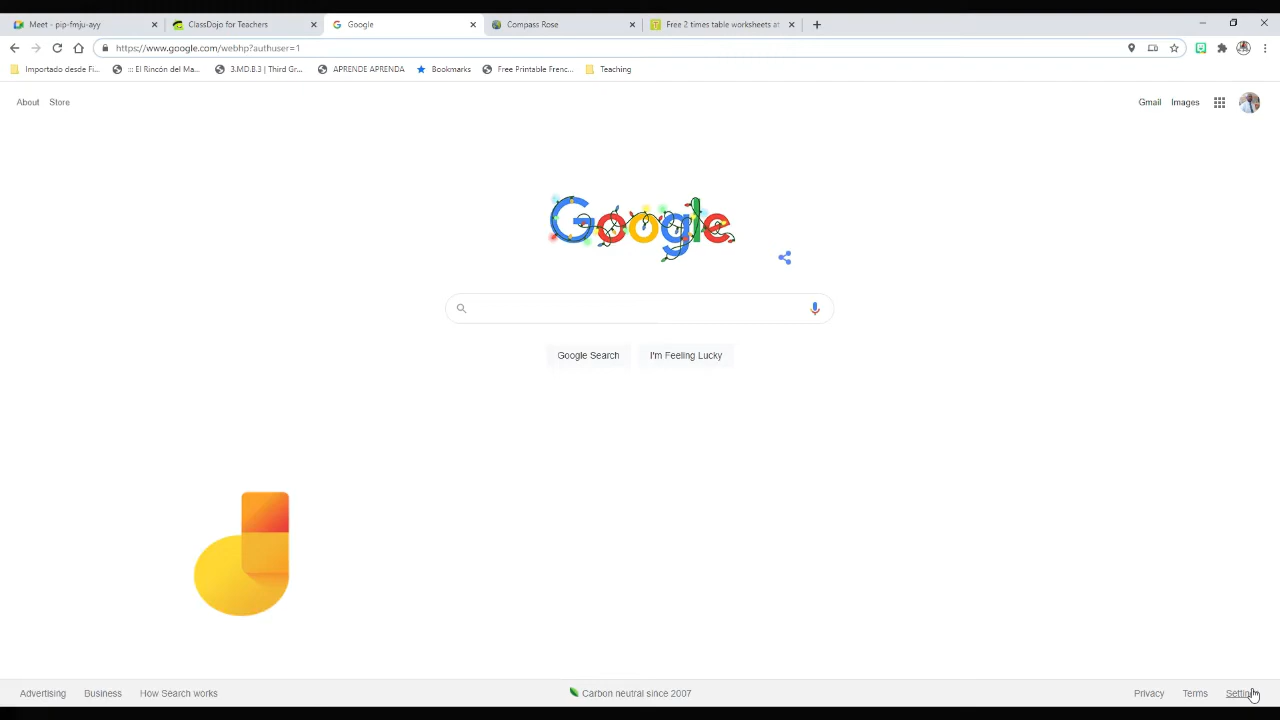 Meet - pip-fmju-ayy
ClassDojo for Teachers
Google
Compass Rose
Free 2 times table worksheets at
https://www.google.com/webhp?authuser=1
Importado desde Fi...
::: El Rincón del Ma...
3.MD.B.3 | Third Gr...
APRENDE APRENDA
Bookmarks
Free Printable Frenc...
Teaching
About
Store
Gmail
Images
Google
Google Search
I'm Feeling Lucky
Advertising
Business
How Search works
Carbon neutral since 2007
Privacy
Terms
Settings